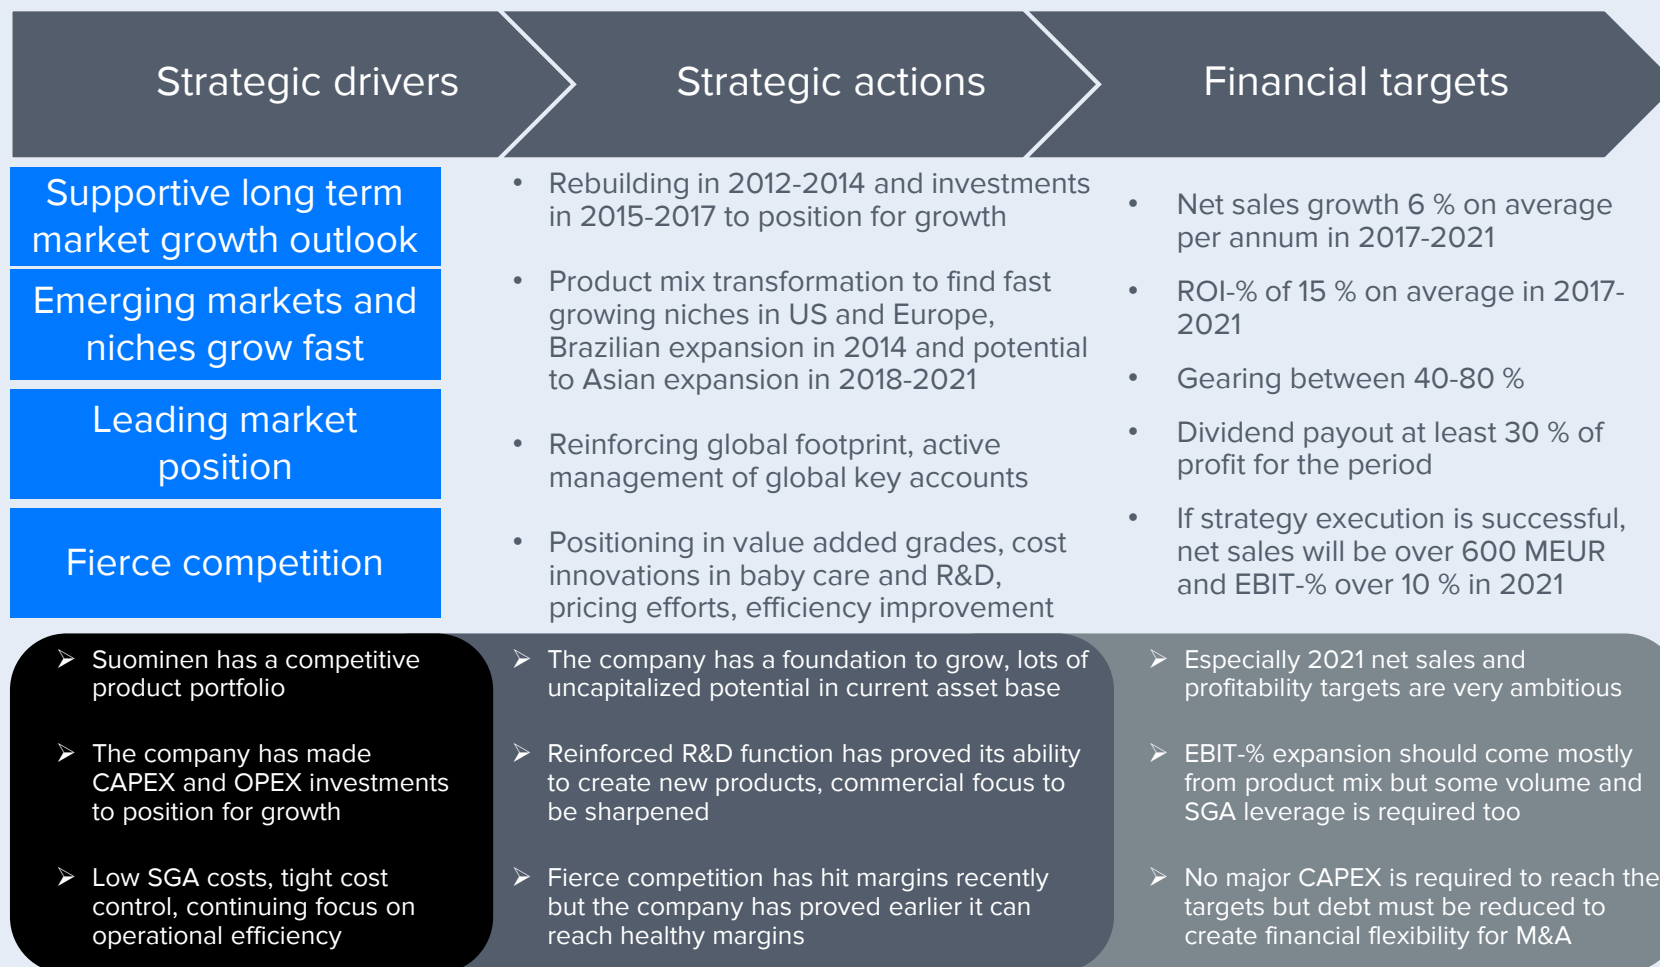 Strategic drivers
Strategic actions
Financial targets
Supportive long term
market growth outlook
Emerging markets and
niches grow fast
Leading market
position
Fierce competition
• Rebuilding in 2012-2014 and investments
in 2015-2017 to position for growth
• Product mix transformation to find fast
growing niches in US and Europe,
Brazilian expansion in 2014 and potential
to Asian expansion in 2018-2021
• Reinforcing global footprint, active
management of global key accounts
• Positioning in value added grades, cost
innovations in baby care and R&D,
pricing efforts, efficiency improvement
• Net sales growth 6 % on average
per annum in 2017-2021
• ROI-% of 15 % on average in 2017-
2021
• Gearing between 40-80 %
• Dividend payout at least 30 % of
profit for the period
• If strategy execution is successful,
net sales will be over 600 MEUR
and EBIT-% over 10 % in 2021
➢ Suominen has a competitive
product portfolio
➢ The company has made
CAPEX and OPEX investments
to position for growth
➢ Low SGA costs, tight cost
control, continuing focus on
operational efficiency
➢ The company has a foundation to grow, lots of
uncapitalized potential in current asset base
➢ Reinforced R&D function has proved its ability
to create new products, commercial focus to
be sharpened
➢ Fierce competition has hit margins recently
but the company has proved earlier it can
reach healthy margins
➢ Especially 2021 net sales and
profitability targets are very ambitious
➢ EBIT-% expansion should come mostly
from product mix but some volume and
SGA leverage is required too
➢ No major CAPEX is required to reach the
targets but debt must be reduced to
create financial flexibility for M&A